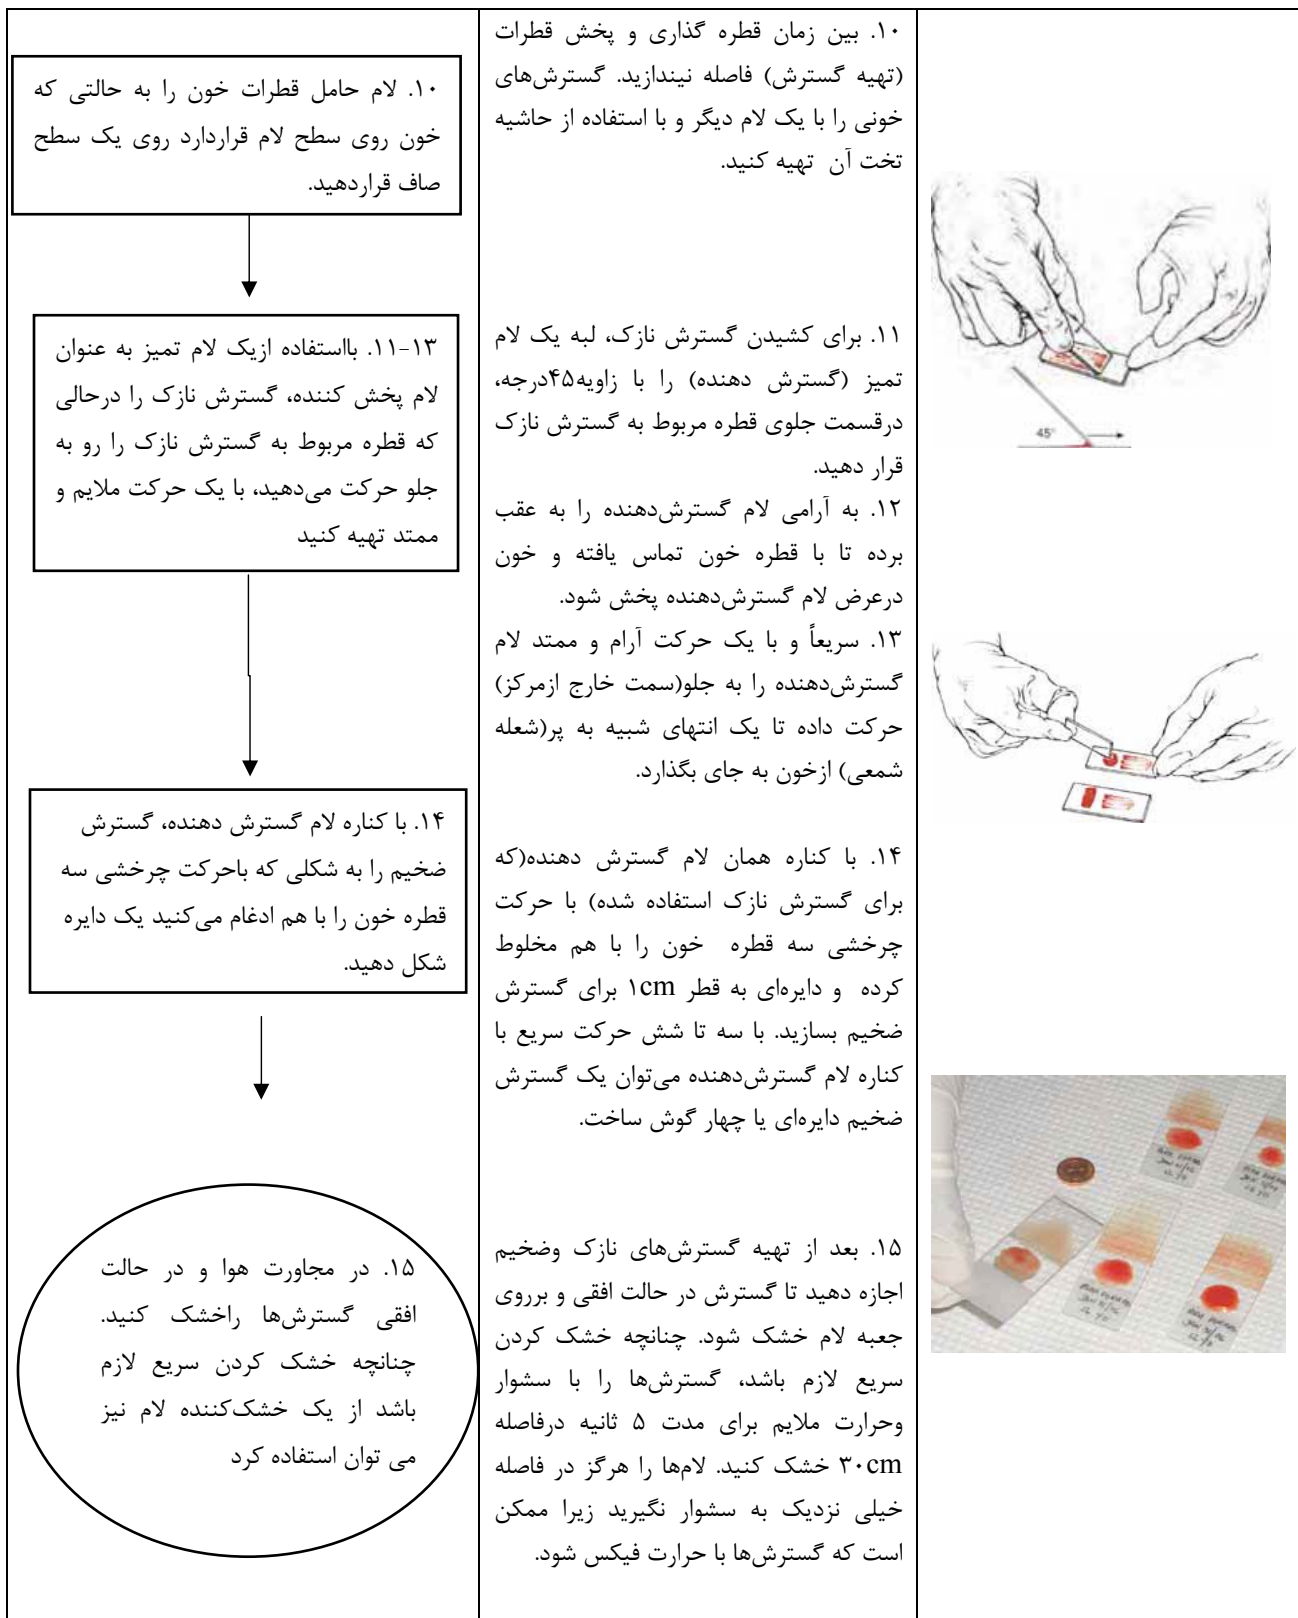 ۱۰. لام حامل قطرات خون را به حالتی که
خون روی سطح لام قراردارد روی یک سطح
صاف قراردهید.
۱۱-۱۳. بااستفاده ازیک لام تمیز به عنوان
لام پخش کننده، گسترش نازک را درحالی
که قطره مربوط به گسترش نازک را رو به
جلو حرکت می‌دهید، با یک حرکت ملایم و
ممتد تهیه کنید
۱۴. با کناره لام گسترش دهنده، گسترش
ضخیم را به شکلی که باحرکت چرخشی سه
قطره خون را با هم ادغام می‌کنید یک دایره
شکل دهید.
۱۵. در مجاورت هوا و در حالت
افقی گسترش‌ها راخشک کنید.
چنانچه خشک کردن سریع لازم
باشد از یک خشک‌کننده لام نیز
می توان استفاده کرد
۱۰. بین زمان قطره گذاری و پخش قطرات
(تهیه گسترش) فاصله نیندازید. گسترش‌های
خونی را با یک لام دیگر و با استفاده از حاشیه
تخت آن تهیه کنید.
۱۱. برای کشیدن گسترش نازک، لبه یک لام
تمیز (گسترش دهنده) را با زاویه۴۵درجه،
درقسمت جلوی قطره مربوط به گسترش نازک
قرار دهید.
۱۲. به آرامی لام گسترش‌دهنده را به عقب
برده تا با قطره خون تماس یافته و خون
درعرض لام گسترش‌دهنده پخش شود.
۱۳. سریعاً و با یک حرکت آرام و ممتد لام
گسترش‌دهنده را به جلو(سمت خارج ازمرکز)
حرکت داده تا یک انتهای شبیه به پر(شعله
شمعی) ازخون به جای بگذارد.
۱۴. با کناره همان لام گسترش دهنده(که
برای گسترش نازک استفاده شده) با حرکت
چرخشی سه قطره خون را با هم مخلوط
کرده و دایره‌ای به قطر ۱cm برای گسترش
ضخیم بسازید. با سه تا شش حرکت سریع با
کناره لام گسترش‌دهنده می‌توان یک گسترش
ضخیم دایره‌ای یا چهار گوش ساخت.
۱۵. بعد از تهیه گسترش‌های نازک وضخیم
اجازه دهید تا گسترش در حالت افقی و برروی
جعبه لام خشک شود. چنانچه خشک کردن
سریع لازم باشد، گسترش‌ها را با سشوار
وحرارت ملایم برای مدت ۵ ثانیه درفاصله
۳۰cm خشک کنید. لام‌ها را هرگز در فاصله
خیلی نزدیک به سشوار نگیرید زیرا ممکن
است که گسترش‌ها با حرارت فیکس شود.
45°